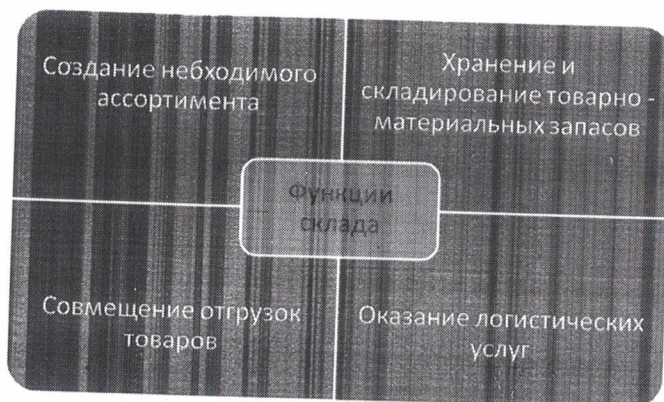 Создание небходимого
ассортимента
Хранение и
складирование товарно -
материальных запасов
Функции
склада
Совмещение отгрузок
товаров
Оказание логистических
услуг